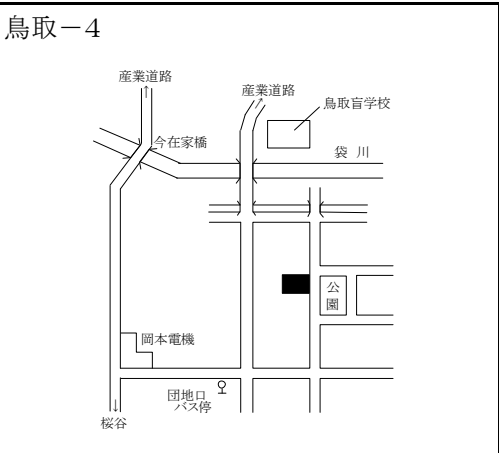 鳥取－4
産業道路
産業道路
鳥取盲学校
今在家橋
袋川
公
園
岡本電機
団地口
バス停
桜谷